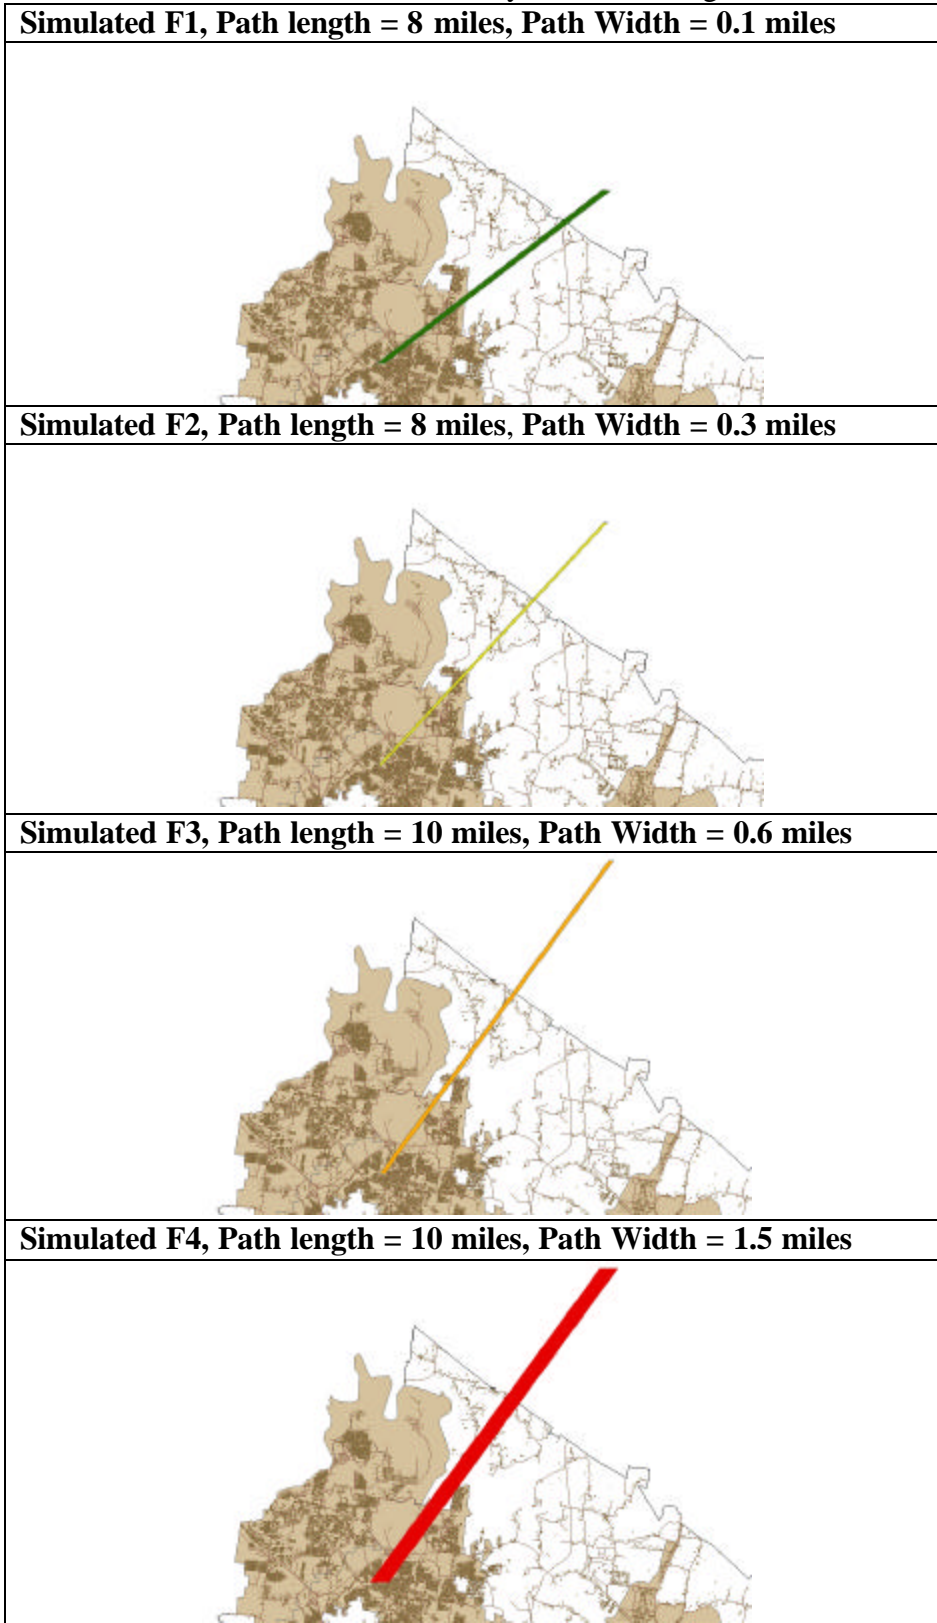 Simulated F1, Path length = 8 miles, Path Width = 0.1 miles
Simulated F2, Path length = 8 miles, Path Width = 0.3 miles
Simulated F3, Path length = 10 miles, Path Width = 0.6 miles
Simulated F4, Path length = 10 miles, Path Width = 1.5 miles